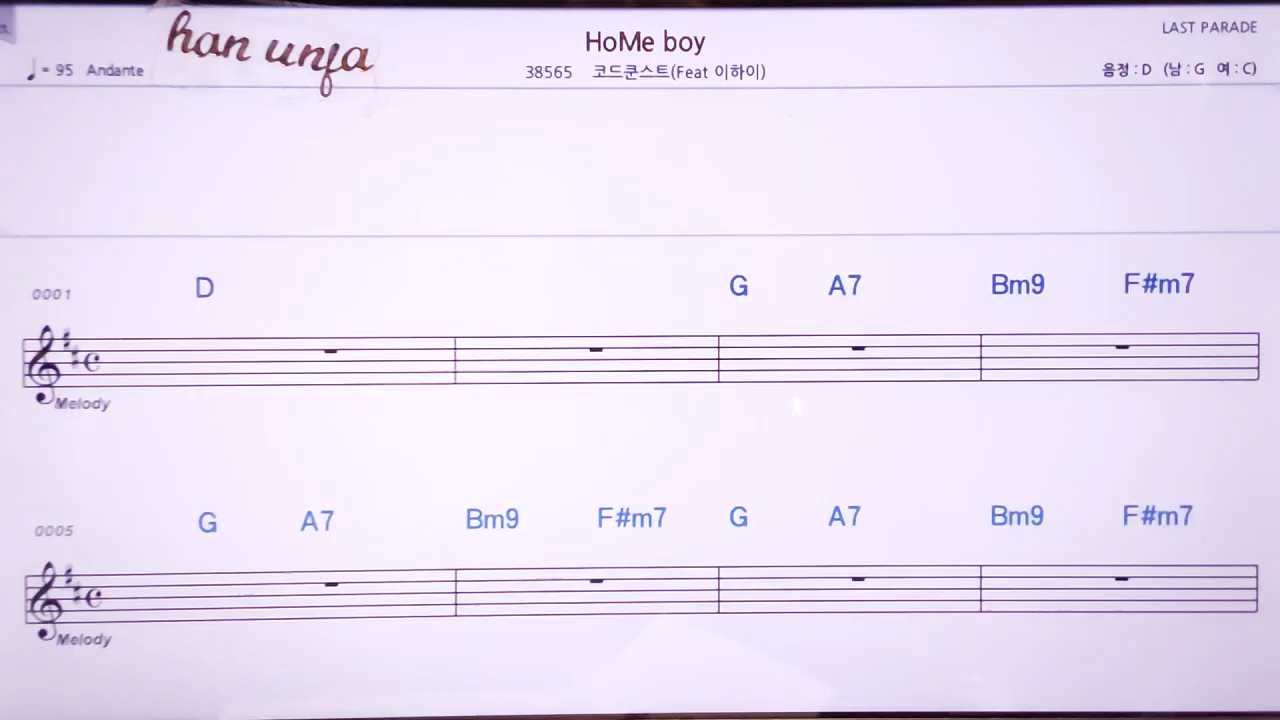 han unfa
HoMe boy
LAST PARADE
♩= 95 Andante
38565 코드쿤스트(Feat 이하이)
음정 : D (남 : G 여 : C)
0001 D G A7 Bm9 F#m7
Melody
0005 G A7 Bm9 F#m7 G A7 Bm9 F#m7
Melody